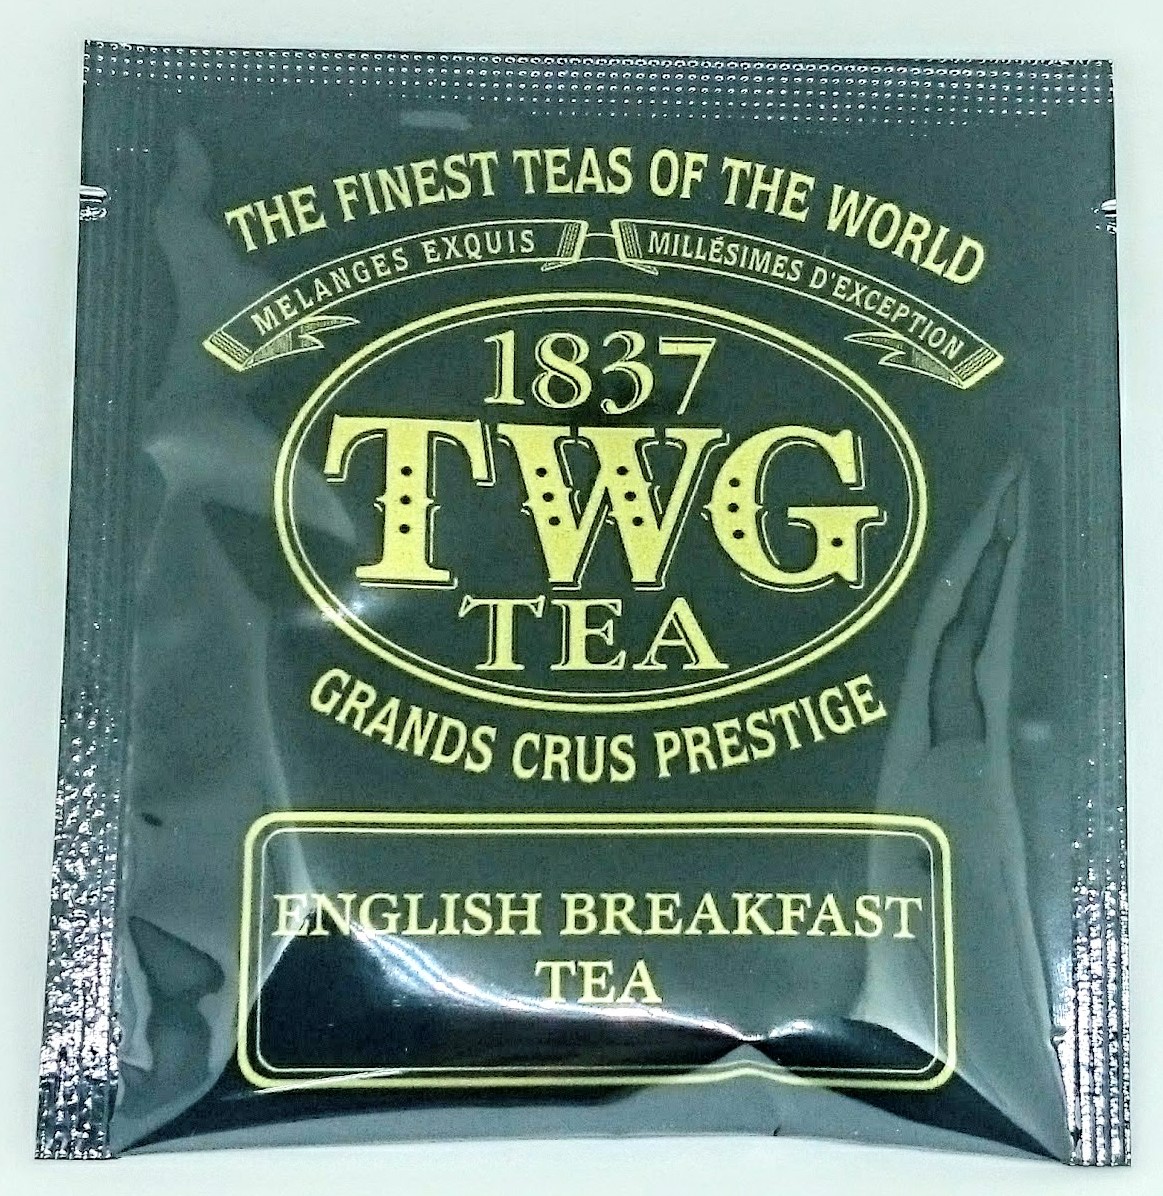 THE FINEST TEAS OF THE WORLD
MELANGES EXQUIS MILLÉSIMES D'EXCEPTION
1837
TWG
TEA
GRANDS CRUS PRESTIGE
ENGLISH BREAKFAST
TEA